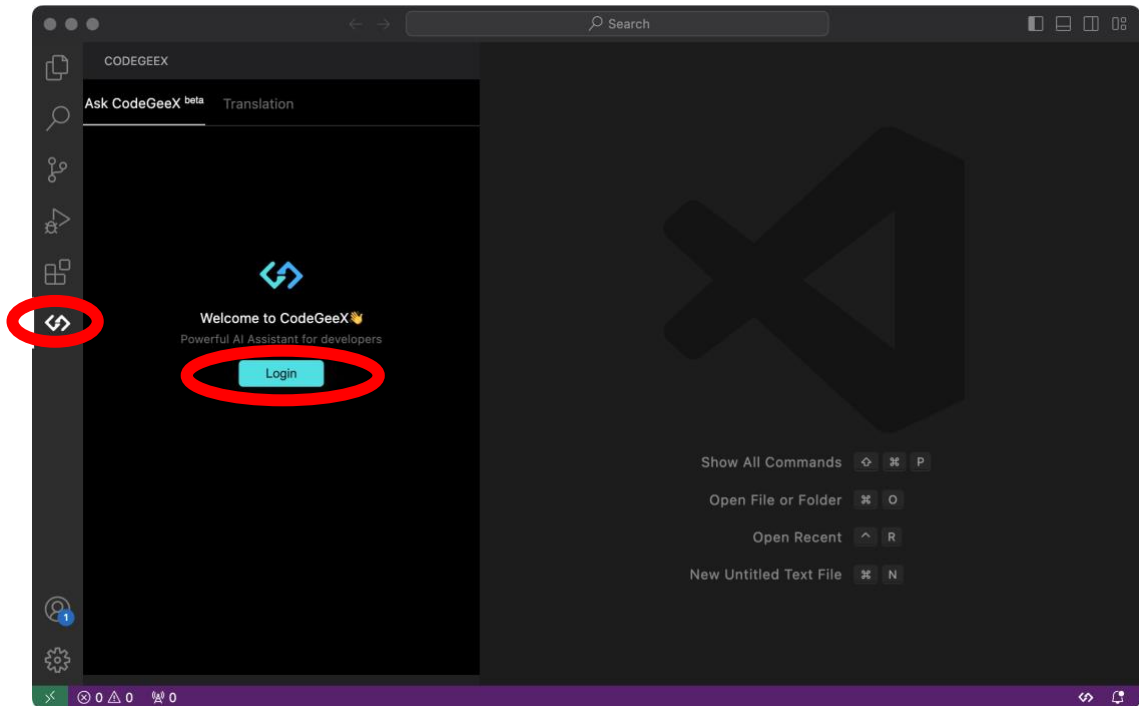 Search
CODEGEEX
Ask CodeGeeX beta Translation
Welcome to CodeGeeX👋
Powerful AI Assistant for developers
Login
Show All Commands ⇧ ⌘ P
Open File or Folder ⌘ O
Open Recent ^ R
New Untitled Text File ⌘ N
1
0 0 0